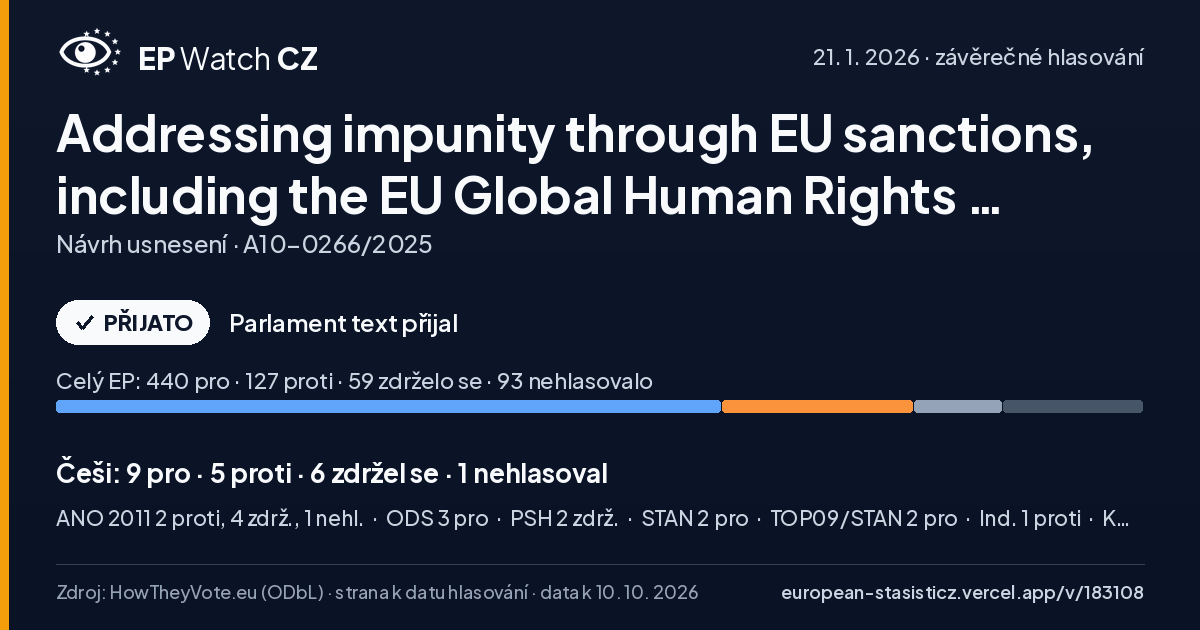 EP Watch CZ
21. 1. 2026 · závěrečné hlasování
Addressing impunity through EU sanctions,
including the EU Global Human Rights ...
Návrh usnesení · A10–0266/2025
✓ PŘIJATO
Parlament text přijal
Celý EP: 440 pro · 127 proti · 59 zdrželo se · 93 nehlasovalo
Češi: 9 pro · 5 proti · 6 zdržel se · 1 nehlasoval
ANO 2011 2 proti, 4 zdrž., 1 nehl. · ODS 3 pro · PSH 2 zdrž. · STAN 2 pro · TOP09/STAN 2 pro · Ind. 1 proti · K...
Zdroj: HowTheyVote.eu (ODbL) · strana k datu hlasování · data k 10. 10. 2026
european-stasisticz.vercel.app/v/183108